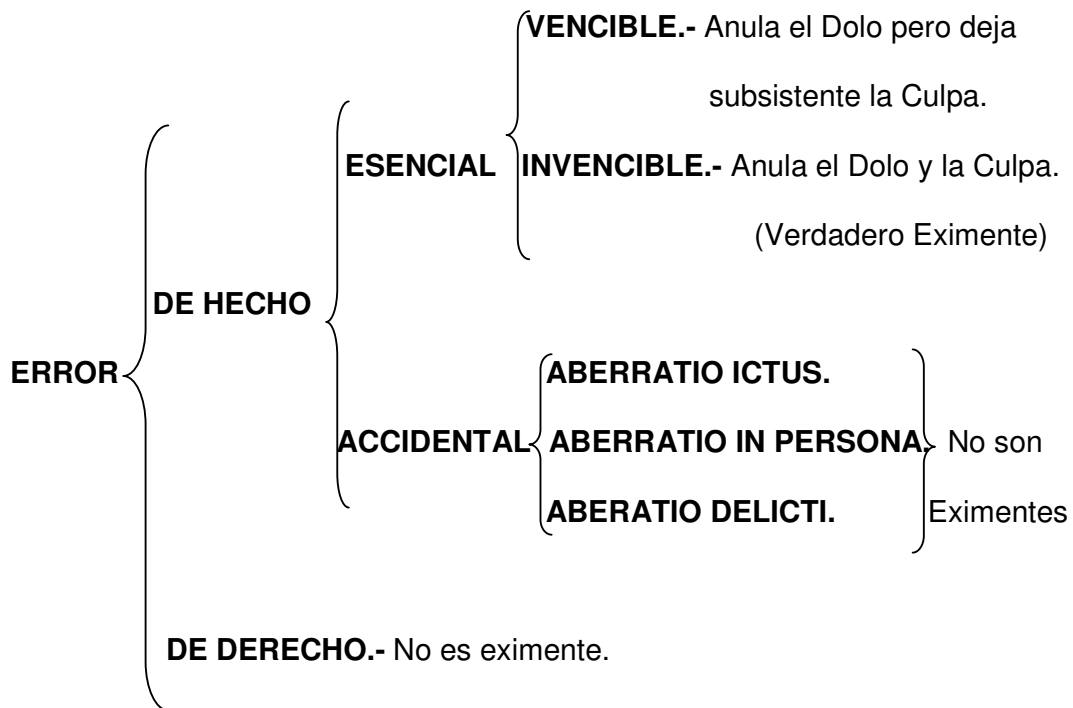 VENCIBLE.- Anula el Dolo pero deja
subsistente la Culpa.
ESENCIAL INVENCIBLE.- Anula el Dolo y la Culpa.
(Verdadero Eximente)
DE HECHO
ERROR ABERRATIO ICTUS.
ACCIDENTAL ABERRATIO IN PERSONA. No son
ABERATIO DELICTI. Eximentes
DE DERECHO.- No es eximente.